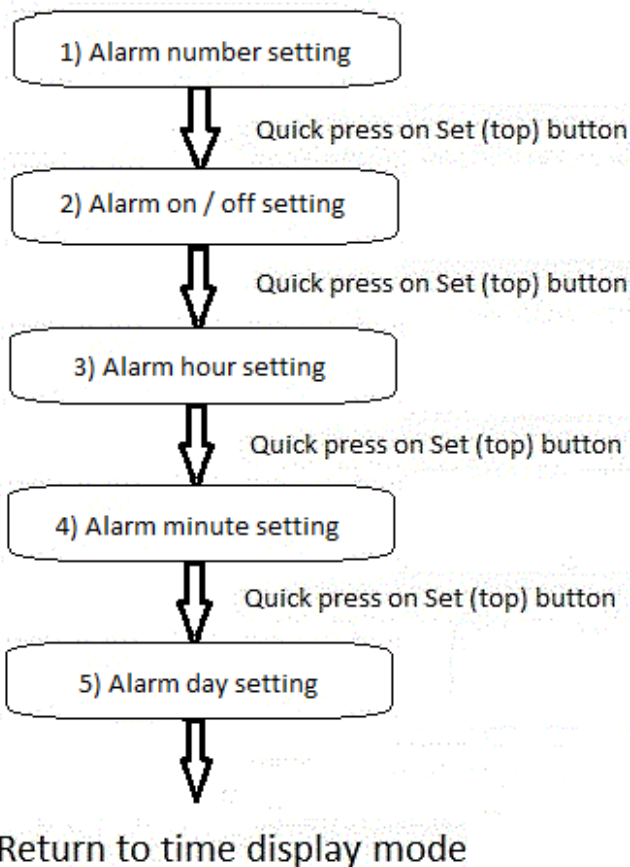 1) Alarm number setting
Quick press on Set (top) button
2) Alarm on / off setting
Quick press on Set (top) button
3) Alarm hour setting
Quick press on Set (top) button
4) Alarm minute setting
Quick press on Set (top) button
5) Alarm day setting
Return to time display mode